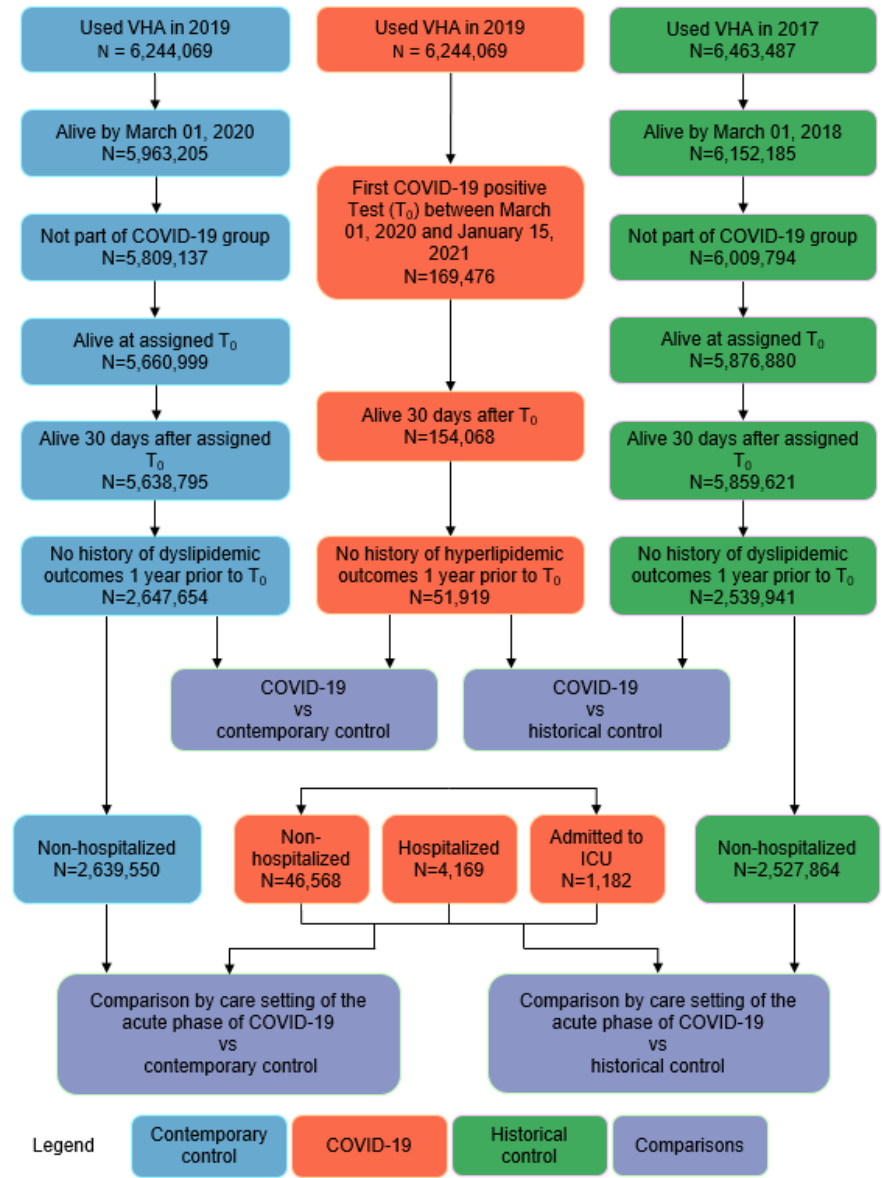 Used VHA in 2019
N = 6,244,069
Alive by March 01, 2020
N=5,963,205
Not part of COVID-19 group
N=5,809,137
Alive at assigned T₀
N=5,660,999
Alive 30 days after assigned
T₀
N=5,638,795
No history of dyslipidemic
outcomes 1 year prior to T₀
N=2,647,654
Used VHA in 2019
N = 6,244,069
First COVID-19 positive
Test (T₀) between March
01, 2020 and January 15,
2021
N=169,476
Alive 30 days after T₀
N=154,068
No history of hyperlipidemic
outcomes 1 year prior to T₀
N=51,919
Used VHA in 2017
N=6,463,487
Alive by March 01, 2018
N=6,152,185
Not part of COVID-19 group
N=6,009,794
Alive at assigned T₀
N=5,876,880
Alive 30 days after assigned
T₀
N=5,859,621
No history of dyslipidemic
outcomes 1 year prior to T₀
N=2,539,941
COVID-19
vs
contemporary control
COVID-19
vs
historical control
Non-hospitalized
N=2,639,550
Non-
hospitalized
N=46,568
Hospitalized
N=4,169
Admitted to
ICU
N=1,182
Non-hospitalized
N=2,527,864
Comparison by care setting of the
acute phase of COVID-19
vs
contemporary control
Comparison by care setting of the
acute phase of COVID-19
vs
historical control
Legend
Contemporary
control
COVID-19
Historical
control
Comparisons